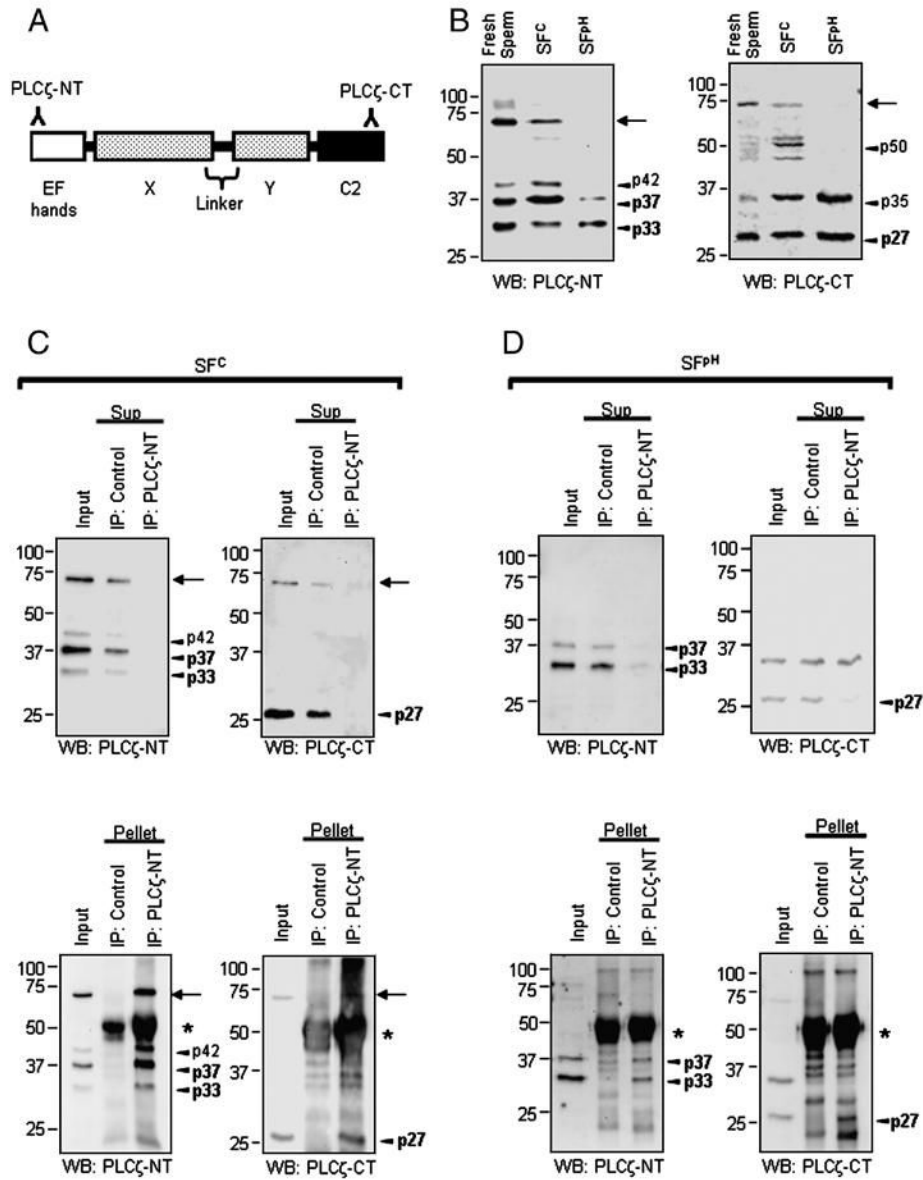 A
PLCζ-NT
PLCζ-CT
EF
hands
X
Linker
Y
C2
B
Fresh
Sperm
SFC
SFpH
100
75
50
37
25
p42
p37
p33
WB: PLCζ-NT
Fresh
Sperm
SFC
SFpH
100
75
50
37
25
p50
p35
p27
WB: PLCζ-CT
C
SFC
Sup
Input
IP: Control
IP: PLCζ-NT
100
75
50
37
25
p42
p37
p33
WB: PLCζ-NT
Sup
Input
IP: Control
IP: PLCζ-NT
100
75
50
37
25
p27
WB: PLCζ-CT
Pellet
Input
IP: Control
IP: PLCζ-NT
100
75
50
37
25
*
p42
p37
p33
WB: PLCζ-NT
Pellet
Input
IP: Control
IP: PLCζ-NT
100
75
50
37
25
*
p27
WB: PLCζ-CT
D
SFpH
Sup
Input
IP: Control
IP: PLCζ-NT
100
75
50
37
25
p37
p33
WB: PLCζ-NT
Sup
Input
IP: Control
IP: PLCζ-NT
100
75
50
37
25
p27
WB: PLCζ-CT
Pellet
Input
IP: Control
IP: PLCζ-NT
100
75
50
37
25
*
p37
p33
WB: PLCζ-NT
Pellet
Input
IP: Control
IP: PLCζ-NT
100
75
50
37
25
*
p27
WB: PLCζ-CT